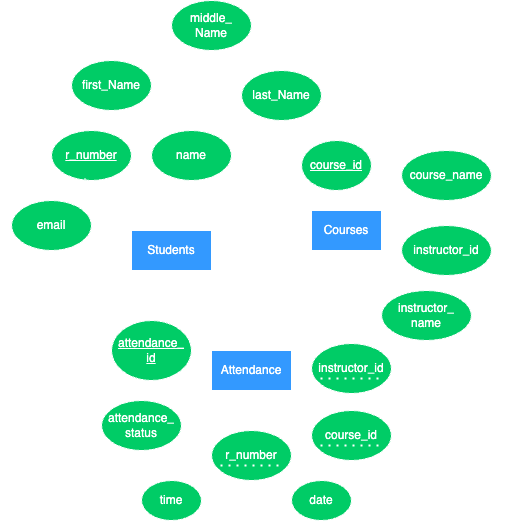 middle_
Name
first_Name
last_Name
r_number
name
course_id
course_name
email
Students
Courses
instructor_id
instructor_
name
attendance_
id
Attendance
instructor_id
attendance_
status
course_id
r_number
time
date